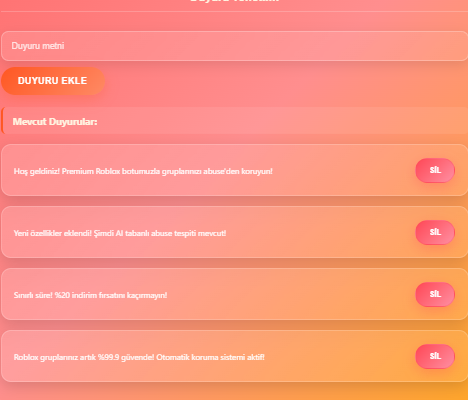 Duyuru Yönetimi
Duyuru metni
DUYURU EKLE
Mevcut Duyurular:
Hoş geldiniz! Premium Roblox botumuzla gruplarınızı abuse'den koruyun!
SİL
Yeni özellikler eklendi! Şimdi AI tabanlı abuse tespiti mevcut!
SİL
Sınırlı süre! %20 indirim fırsatını kaçırmayın!
SİL
Roblox gruplarınız artık %99.9 güvende! Otomatik koruma sistemi aktif!
SİL